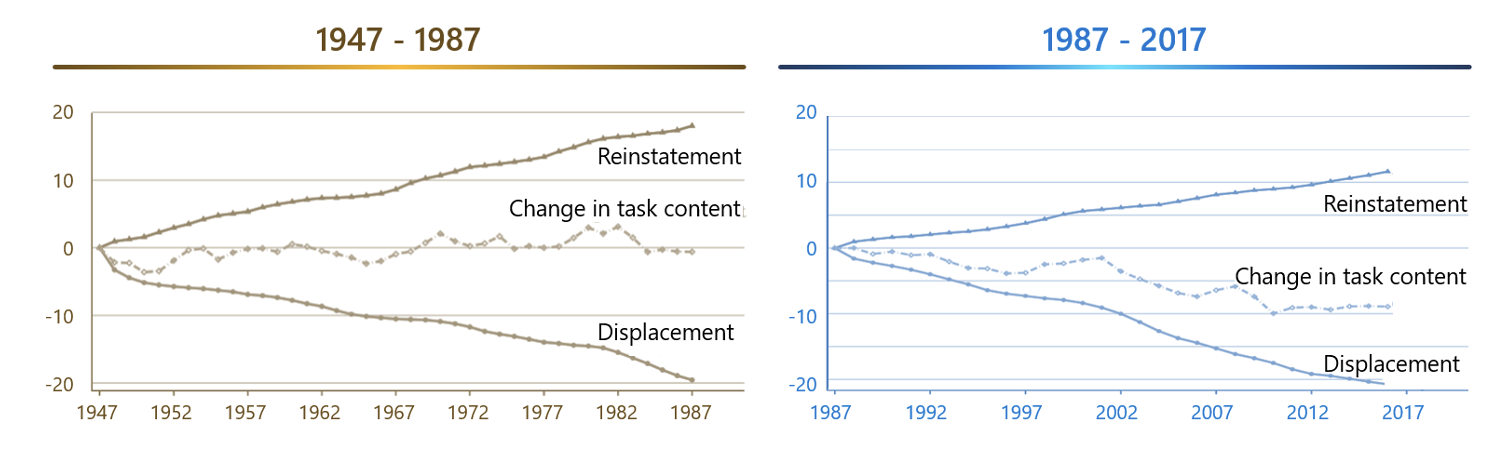 1947 - 1987
20
10
0
-10
-20
Reinstatement
Change in task content
Displacement
1947 1952 1957 1962 1967 1972 1977 1982 1987
1987 - 2017
20
10
0
-10
-20
Reinstatement
Change in task content
Displacement
1987 1992 1997 2002 2007 2012 2017